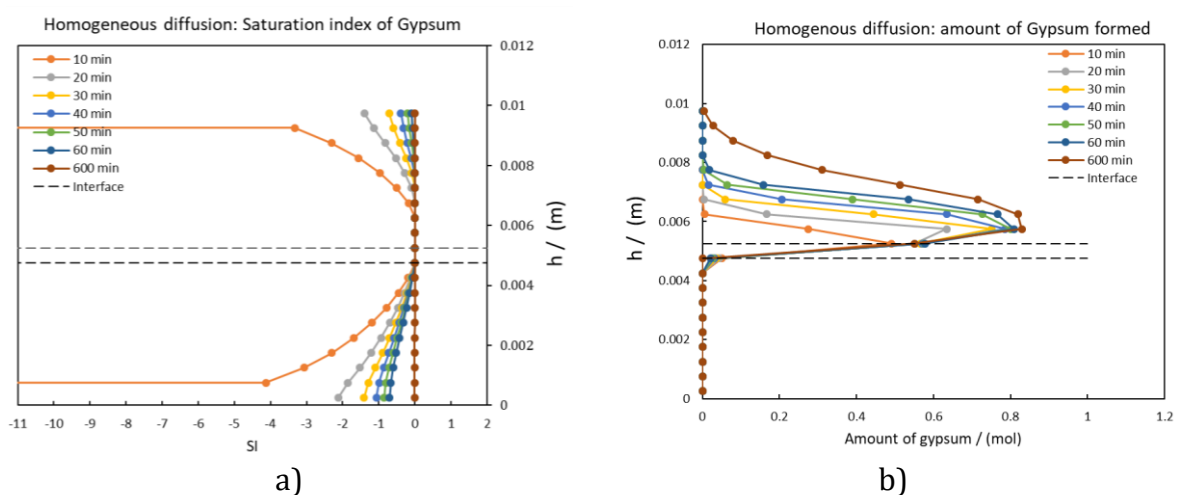 Homogeneous diffusion: Saturation index of Gypsum
10 min
20 min
30 min
40 min
50 min
60 min
600 min
Interface
0.012
0.01
0.008
0.006
0.004
0.002
0
h / (m)
-11 -10 -9 -8 -7 -6 -5 -4 -3 -2 -1 0 1 2
SI
a)
Homogenous diffusion: amount of Gypsum formed
0.012
0.01
0.008
0.006
0.004
0.002
0
h / (m)
10 min
20 min
30 min
40 min
50 min
60 min
600 min
Interface
0 0.2 0.4 0.6 0.8 1 1.2
Amount of gypsum / (mol)
b)